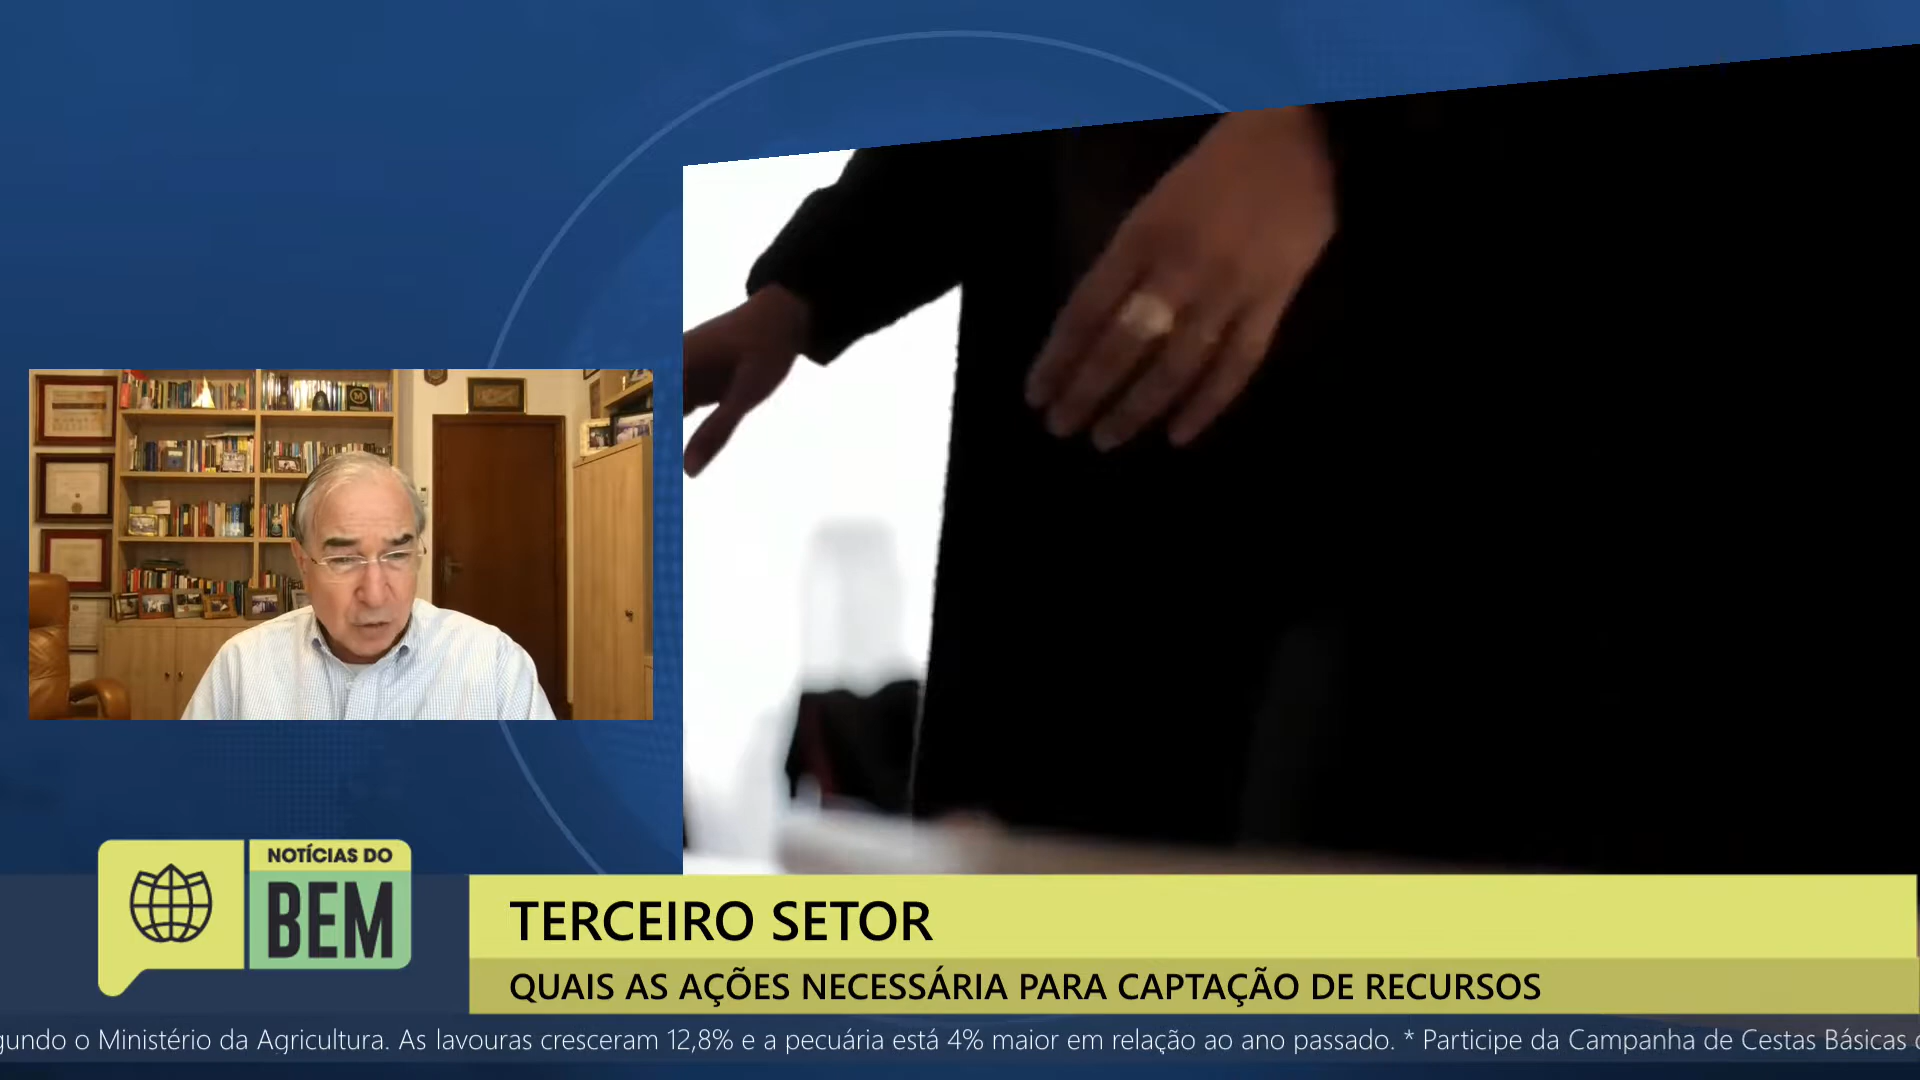 NOTÍCIAS DO
BEM
TERCEIRO SETOR
QUAIS AS AÇÕES NECESSÁRIA PARA CAPTAÇÃO DE RECURSOS
o Ministério da Agricultura. As lavouras cresceram 12,8% e a pecuária está 4% maior em relação ao ano passado. * Participe da Campanha de Cestas Básicas